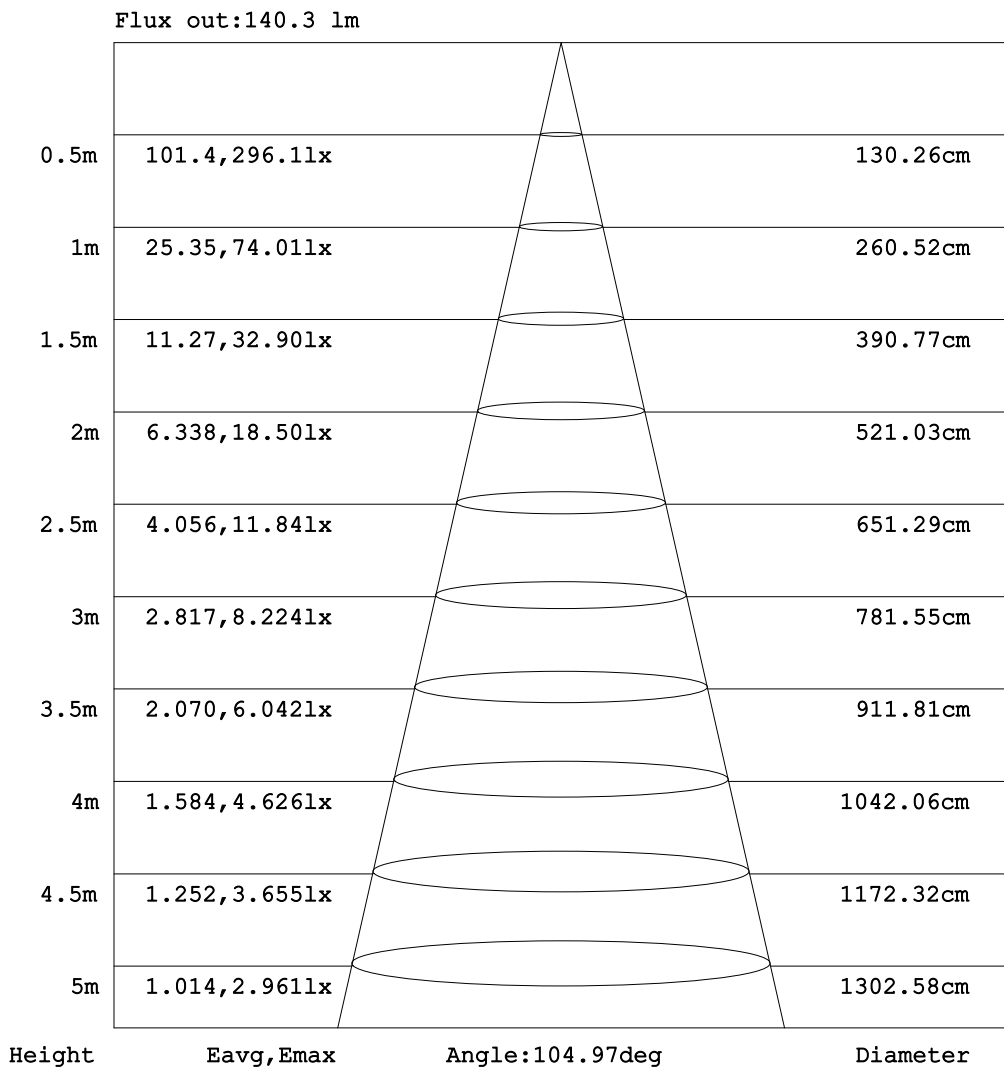 Flux out:140.3 lm
0.5m 101.4,296.1lx 130.26cm
1m 25.35,74.01lx 260.52cm
1.5m 11.27,32.90lx 390.77cm
2m 6.338,18.50lx 521.03cm
2.5m 4.056,11.84lx 651.29cm
3m 2.817,8.224lx 781.55cm
3.5m 2.070,6.042lx 911.81cm
4m 1.584,4.626lx 1042.06cm
4.5m 1.252,3.655lx 1172.32cm
5m 1.014,2.961lx 1302.58cm
Height Eavg,Emax Angle:104.97deg Diameter